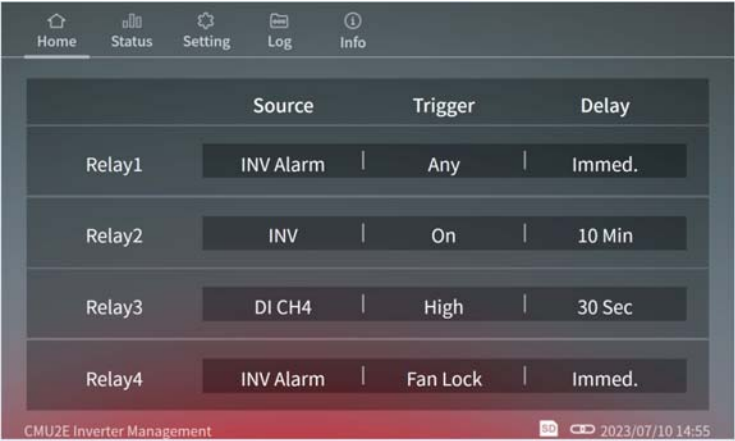 Home Status Setting Log Info
Source Trigger Delay
Relay1 INV Alarm Any Immed.
Relay2 INV On 10 Min
Relay3 DI CH4 High 30 Sec
Relay4 INV Alarm Fan Lock Immed.
CMU2E Inverter Management SD 2023/07/10 14:55